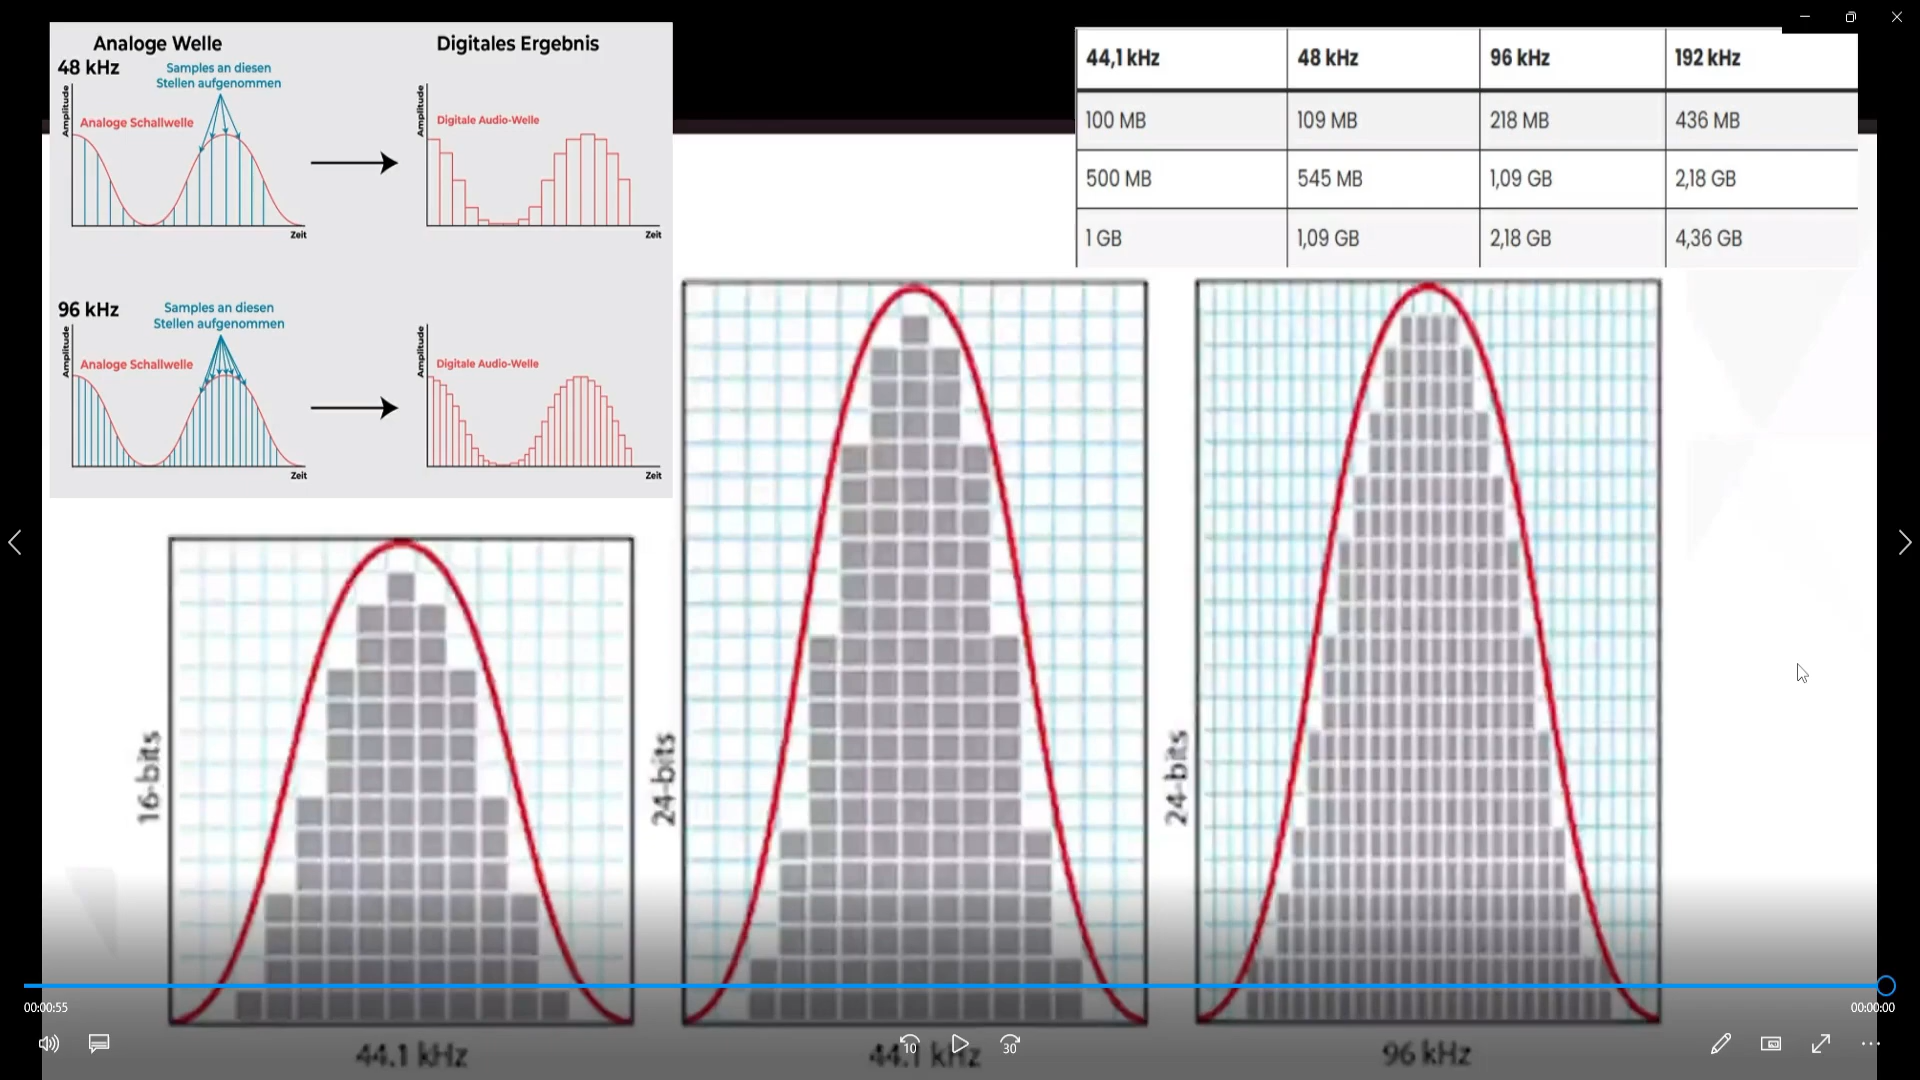 Analoge Welle
Digitales Ergebnis
48 kHz
Samples an diesen
Stellen aufgenommen
Amplitude
Analoge Schallwelle
Zeit
Amplitude
Digitale Audio-Welle
Zeit
96 kHz
Samples an diesen
Stellen aufgenommen
Amplitude
Analoge Schallwelle
Zeit
Amplitude
Digitale Audio-Welle
Zeit
44,1 kHz 48 kHz 96 kHz 192 kHz
100 MB 109 MB 218 MB 436 MB
500 MB 545 MB 1,09 GB 2,18 GB
1 GB 1,09 GB 2,18 GB 4,36 GB
16-bits
44.1 kHz
24-bits
44.1 kHz
24-bits
96 kHz
00:00:55
00:00:00
10
30